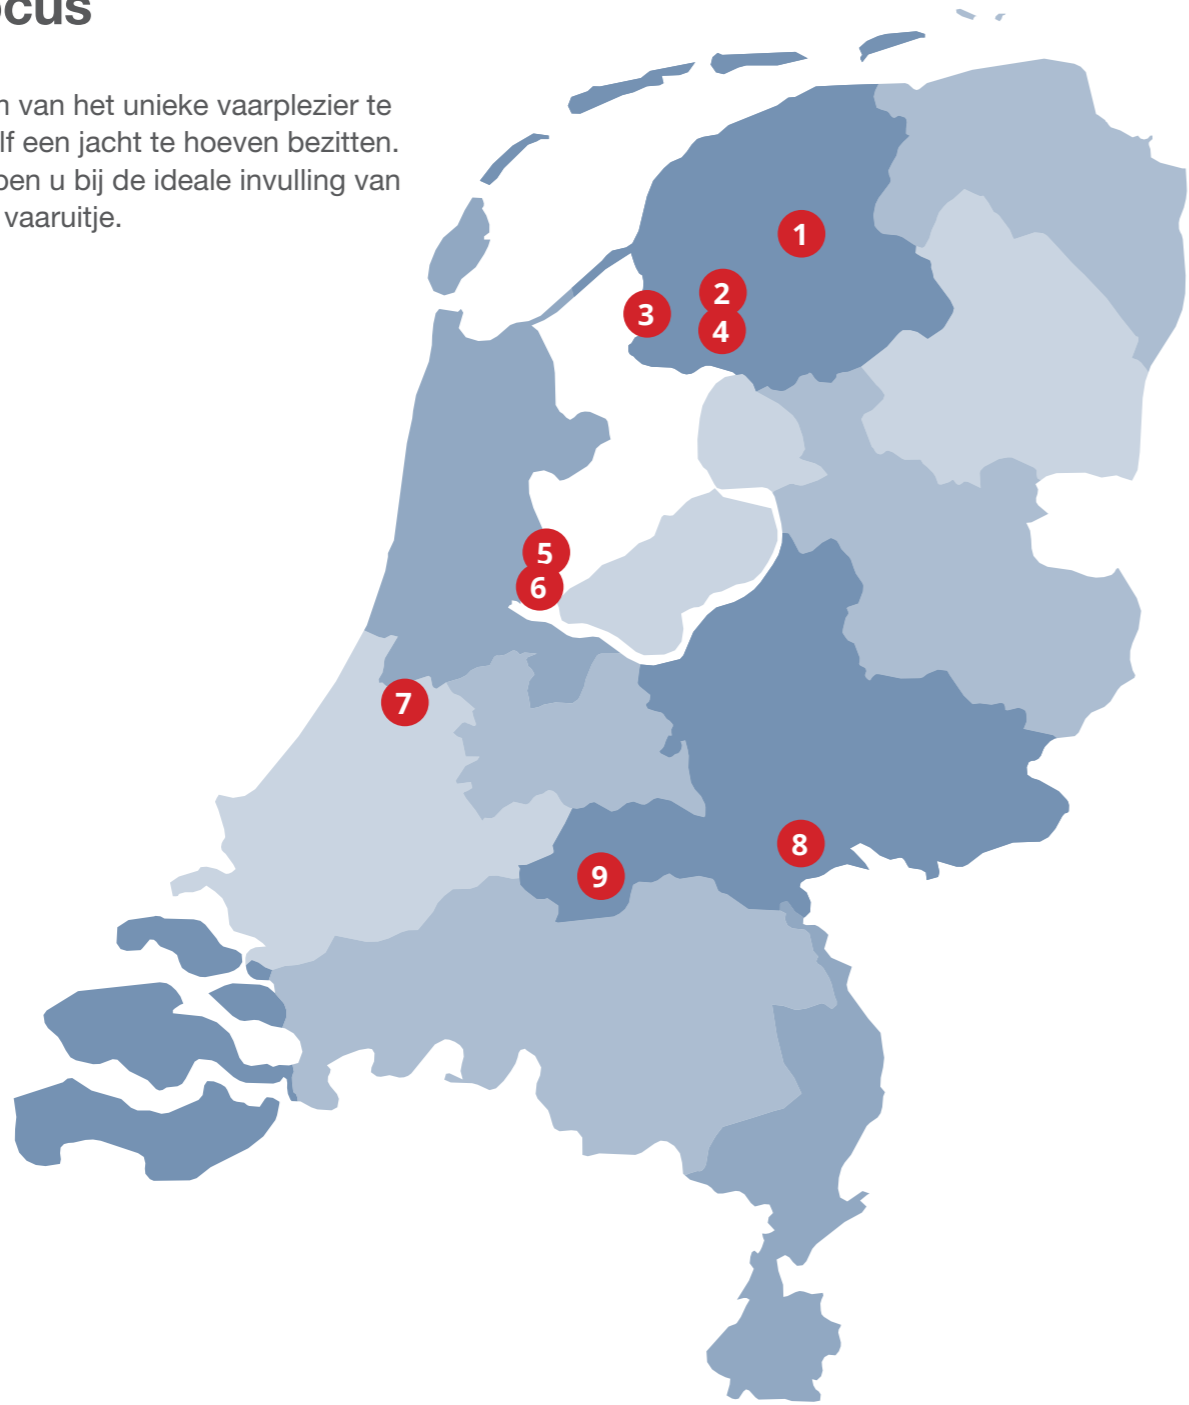 ocus
van het unieke vaarplezier te
lf een jacht te hoeven bezitten.
pen u bij de ideale invulling van
vaaruitje.
1
2
3
4
5
6
7
8
9